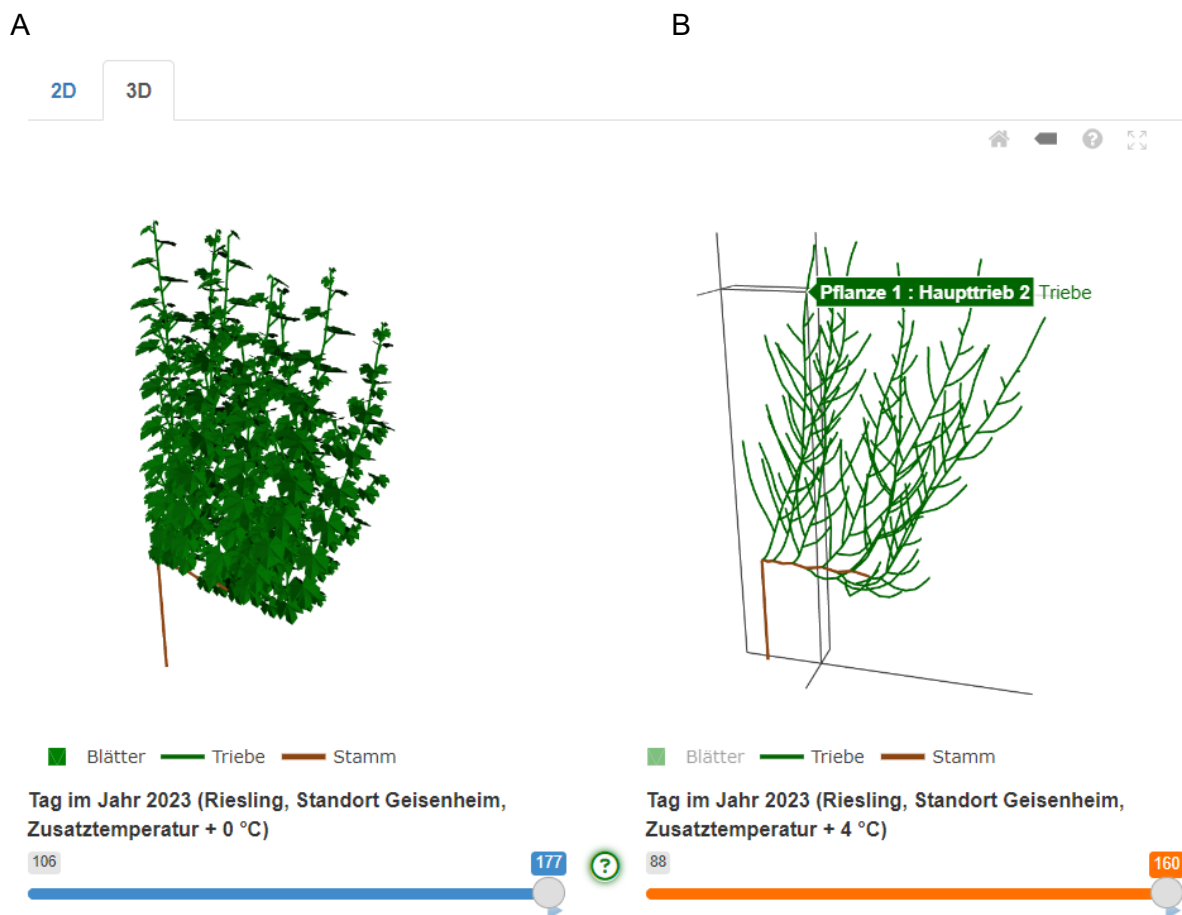 A
B
2D
3D
Pflanze 1 : Haupttrieb 2 Triebe
Blätter Triebe Stamm
Blätter Triebe Stamm
Tag im Jahr 2023 (Riesling, Standort Geisenheim,
Zusatztemperatur + 0 °C)
106
177
?
Tag im Jahr 2023 (Riesling, Standort Geisenheim,
Zusatztemperatur + 4 °C)
88
160